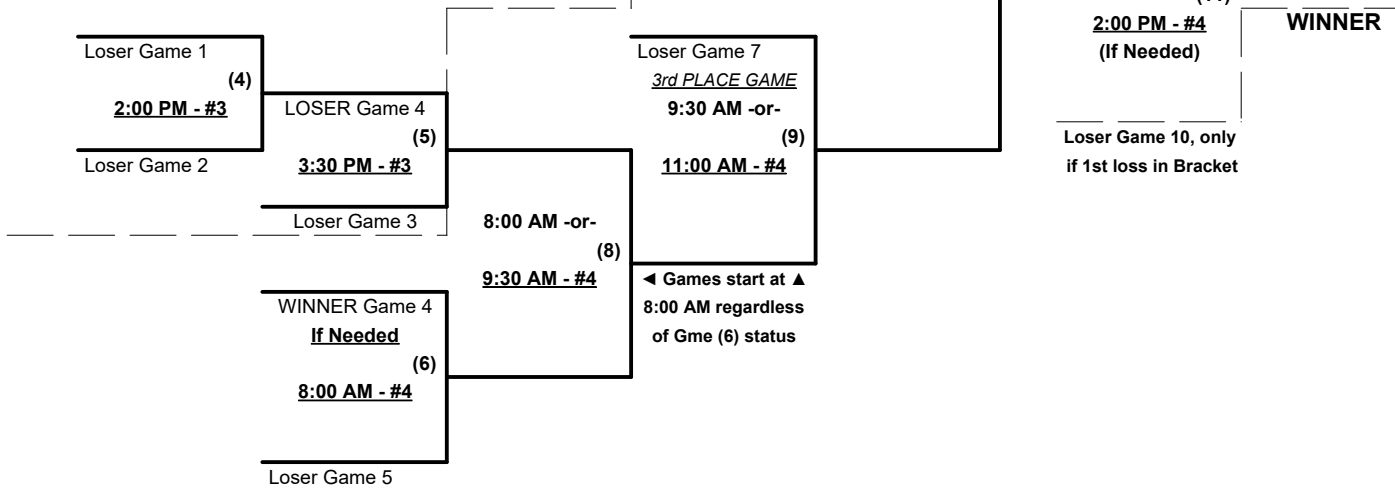 2:00 PM - #4
WINNER
(If Needed)
Loser Game 1
(4)
2:00 PM - #3
Loser Game 2
LOSER Game 4
(5)
3:30 PM - #3
Loser Game 3
Loser Game 7
3rd PLACE GAME
9:30 AM -or-
(9)
11:00 AM - #4
Loser Game 10, only
if 1st loss in Bracket
8:00 AM -or-
(8)
9:30 AM - #4
◄ Games start at ▲
8:00 AM regardless
of Gme (6) status
WINNER Game 4
If Needed
(6)
8:00 AM - #4
Loser Game 5